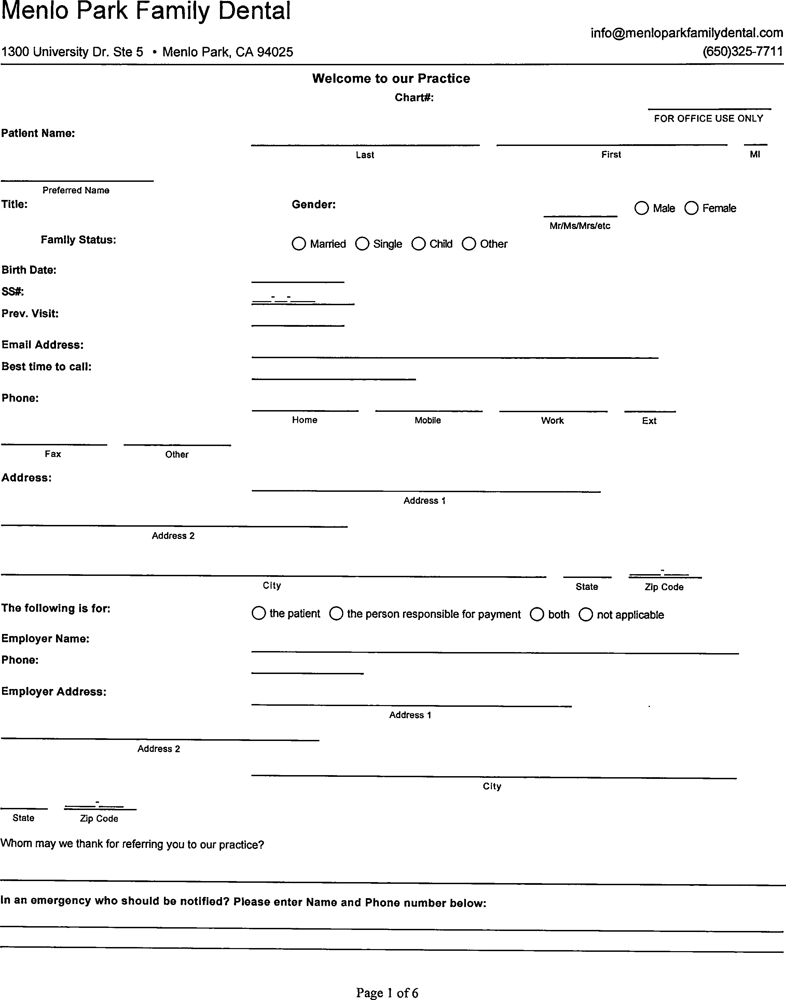 Menlo Park Family Dental
info@menloparkfamilydental.com
1300 University Dr. Ste 5 • Menlo Park, CA 94025 (650)325-7711
Welcome to our Practice
Chart#:
FOR OFFICE USE ONLY
Patient Name:
Last First MI
Preferred Name
Title: Gender: Male Female
Mr/Ms/Mrs/etc
Family Status: Married Single Child Other
Birth Date:
SS#: - -
Prev. Visit:
Email Address:
Best time to call:
Phone:
Home Mobile Work Ext
Fax Other
Address:
Address 1
Address 2
-
City State Zip Code
The following is for: the patient the person responsible for payment both not applicable
Employer Name:
Phone:
Employer Address:
Address 1
Address 2
City
-
State Zip Code
Whom may we thank for referring you to our practice?
In an emergency who should be notified? Please enter Name and Phone number below:
Page 1 of 6